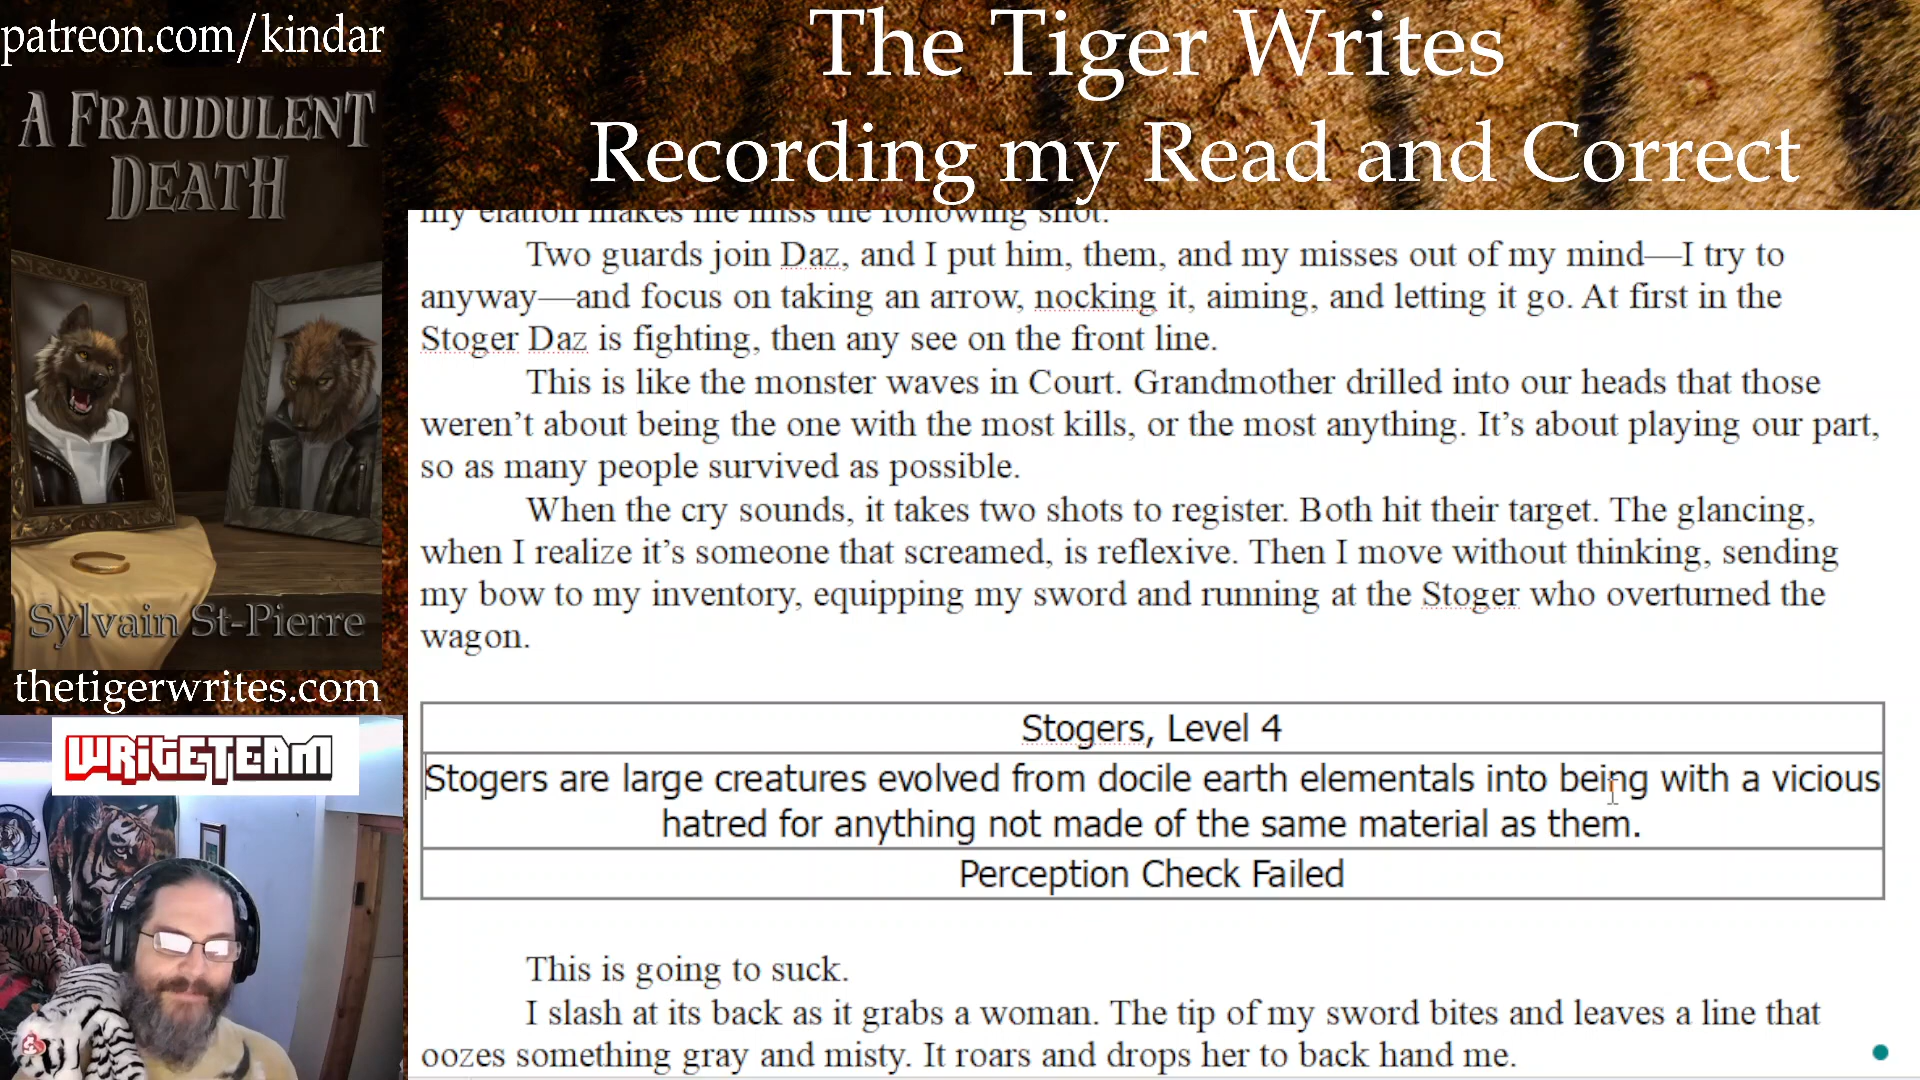 patreon.com/kindar
A FRAUDULENT
DEATH
Sylvain St-Pierre
thetigerwrites.com
WRITETEAM
The Tiger Writes
Recording my Read and Correct
my elation makes me miss the following shot.
Two guards join Daz, and I put him, them, and my misses out of my mind—I try to
anyway—and focus on taking an arrow, nocking it, aiming, and letting it go. At first in the
Stoger Daz is fighting, then any see on the front line.
This is like the monster waves in Court. Grandmother drilled into our heads that those
weren’t about being the one with the most kills, or the most anything. It’s about playing our part,
so as many people survived as possible.
When the cry sounds, it takes two shots to register. Both hit their target. The glancing,
when I realize it’s someone that screamed, is reflexive. Then I move without thinking, sending
my bow to my inventory, equipping my sword and running at the Stoger who overturned the
wagon.
Stogers, Level 4
Stogers are large creatures evolved from docile earth elementals into being with a vicious
hatred for anything not made of the same material as them.
Perception Check Failed
This is going to suck.
I slash at its back as it grabs a woman. The tip of my sword bites and leaves a line that
oozes something gray and misty. It roars and drops her to back hand me.